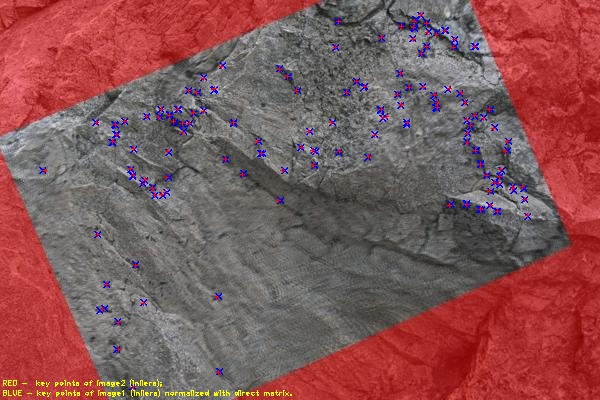 RED - key points of image2 (inliers);
BLUE - key points of image1 (inliers) normalized with direct matrix.